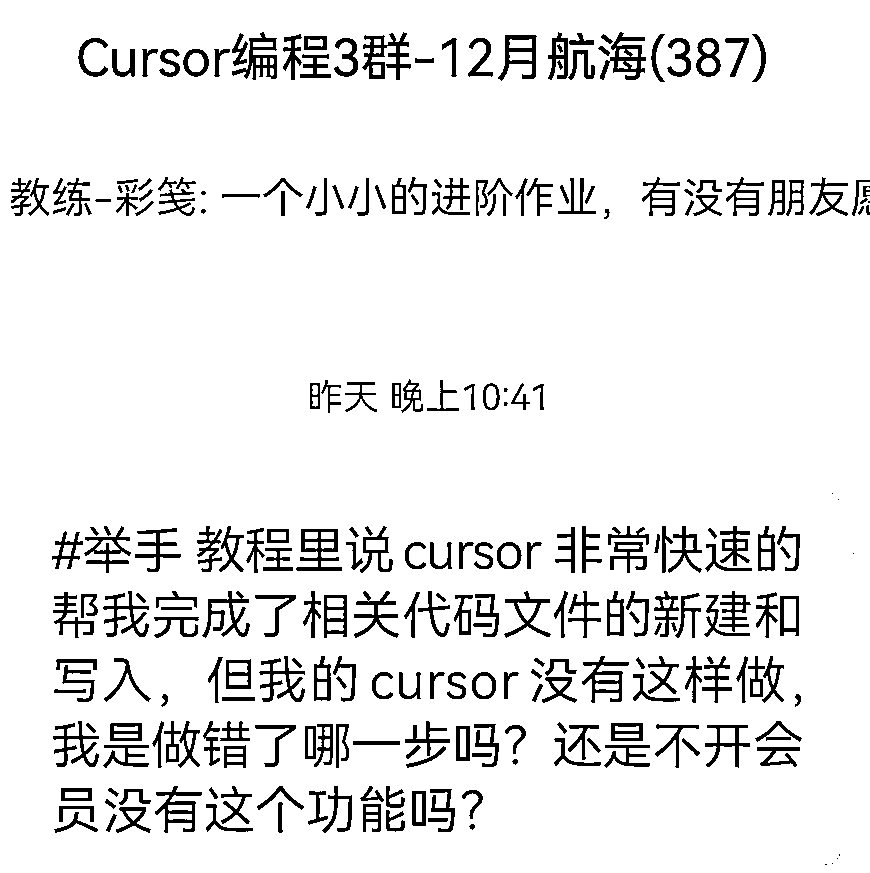 Cursor编程3群-12月航海(387)
教练-彩笺: 一个小小的进阶作业，有没有朋友愿
昨天 晚上10:41
#举手 教程里说 cursor 非常快速的
帮我完成了相关代码文件的新建和
写入，但我的 cursor 没有这样做，
我是做错了哪一步吗？还是不开会
员没有这个功能吗？